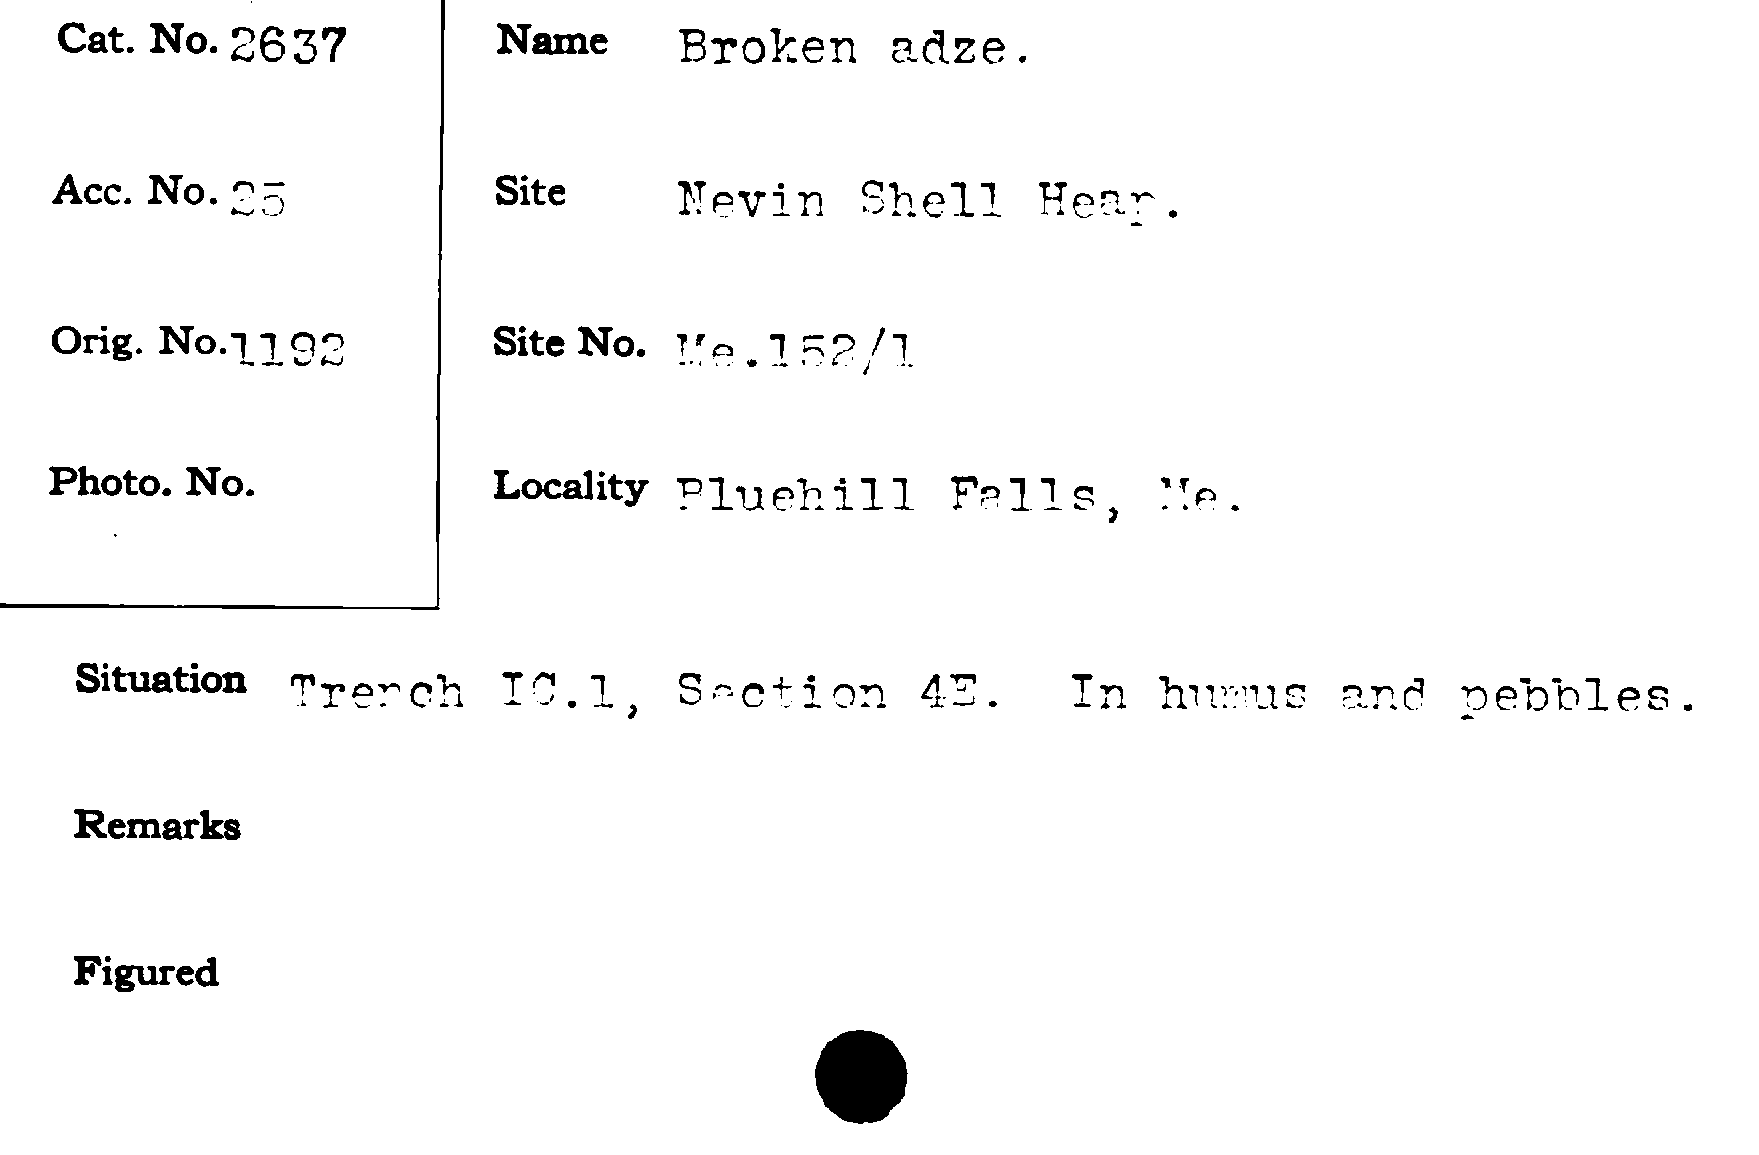 Cat. No. 2637
Name Broken adze.
Acc. No. 25
Site Nevin Shell Heap.
Orig. No. 1192
Site No. Me.152/1
Photo. No.
Locality Bluehill Falls, Me.
Situation Trench IC.1, Section 4E. In humus and pebbles.
Remarks
Figured